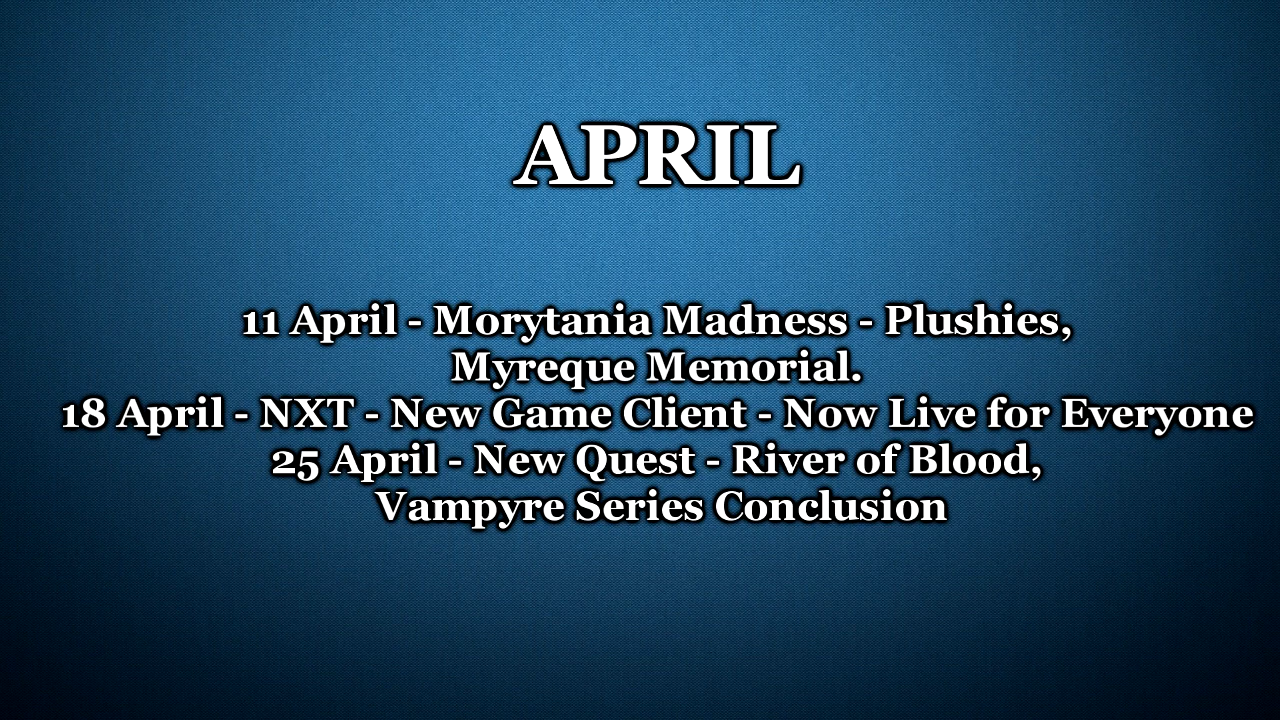 APRIL
11 April - Morytania Madness - Plushies,
Myreque Memorial.
18 April - NXT - New Game Client - Now Live for Everyone
25 April - New Quest - River of Blood,
Vampyre Series Conclusion